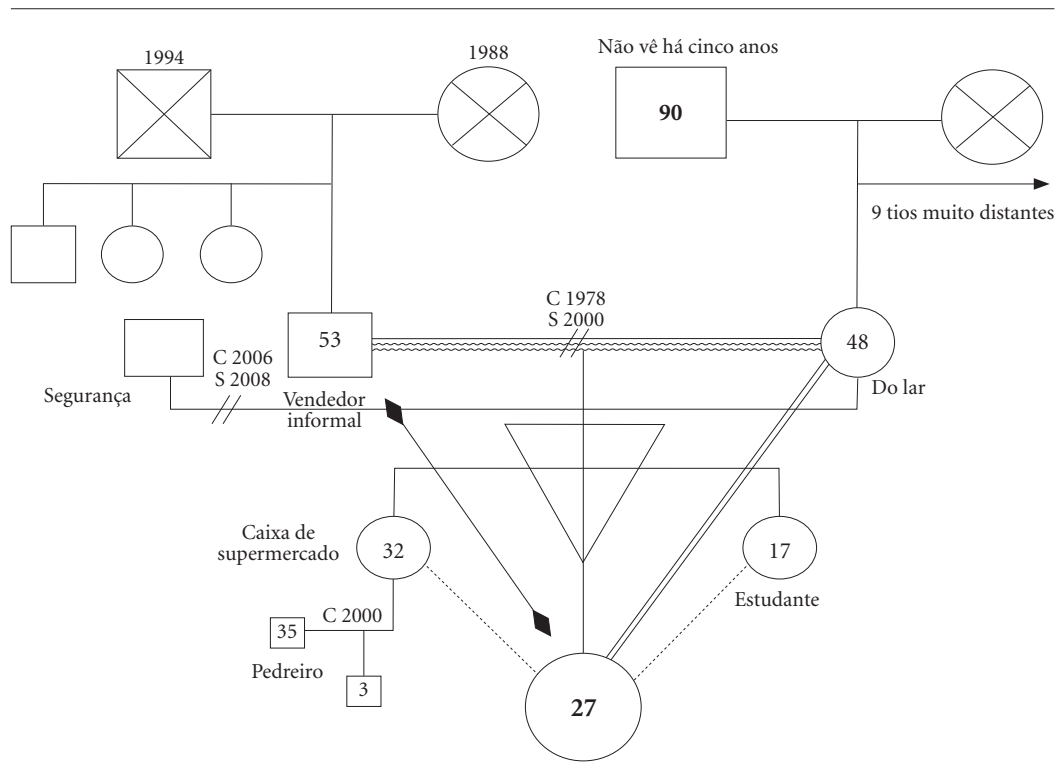 Não vê há cinco anos
1994
1988
90
9 tios muito distantes
C 1978
S 2000
53
48
C 2006
S 2008
Segurança
Vendedor
informal
Do lar
Caixa de
supermercado
32
17
Estudante
C 2000
35
Pedreiro
3
27